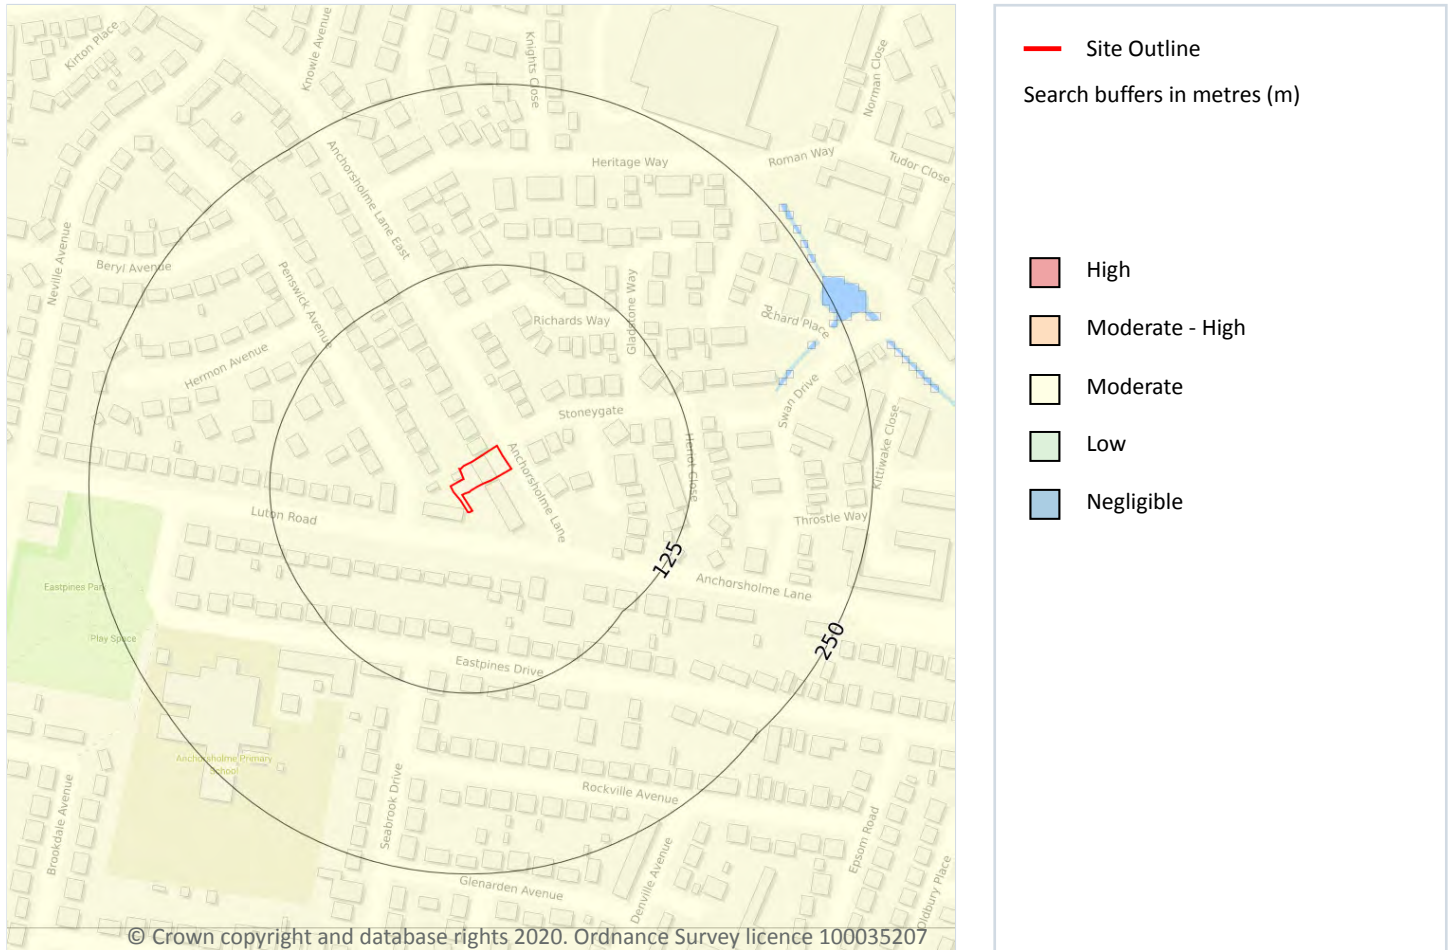 Kirton Place
Knowle Avenue
Knights Close
Norman Close
Heritage Way
Roman Way
Tudor Close
Anchorsholme Lane East
Neville Avenue
Beryl Avenue
Penswick Avenue
Richards Way
Gladstone Way
Orchard Place
Hermon Avenue
Stoneygate
Swan Drive
Kittiwake Close
Heriot Close
Anchorsholme Lane
Luton Road
Throstle Way
125
Anchorsholme Lane
Eastpines Park
Play Space
250
Eastpines Drive
Anchorsholme Primary
School
Seabrook Drive
Rockville Avenue
Brookdale Avenue
Epsom Road
Denville Avenue
Oldbury Place
Glenarden Avenue
© Crown copyright and database rights 2020. Ordnance Survey licence 100035207
Site Outline
Search buffers in metres (m)
High
Moderate - High
Moderate
Low
Negligible